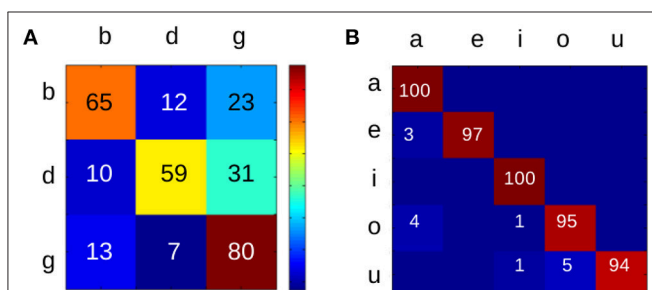 A b d g
b 65 12 23
d 10 59 31
g 13 7 80
B a e i o u
a 100
e 3 97
i 100
o 4 1 95
u 1 5 94